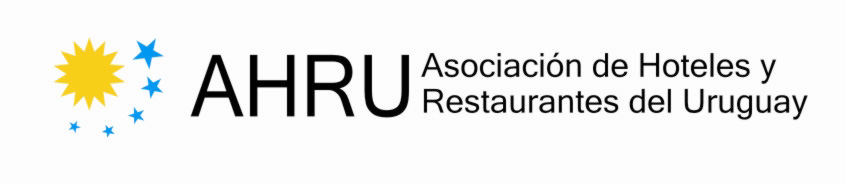 AHRU
Asociación de Hoteles y
Restaurantes del Uruguay